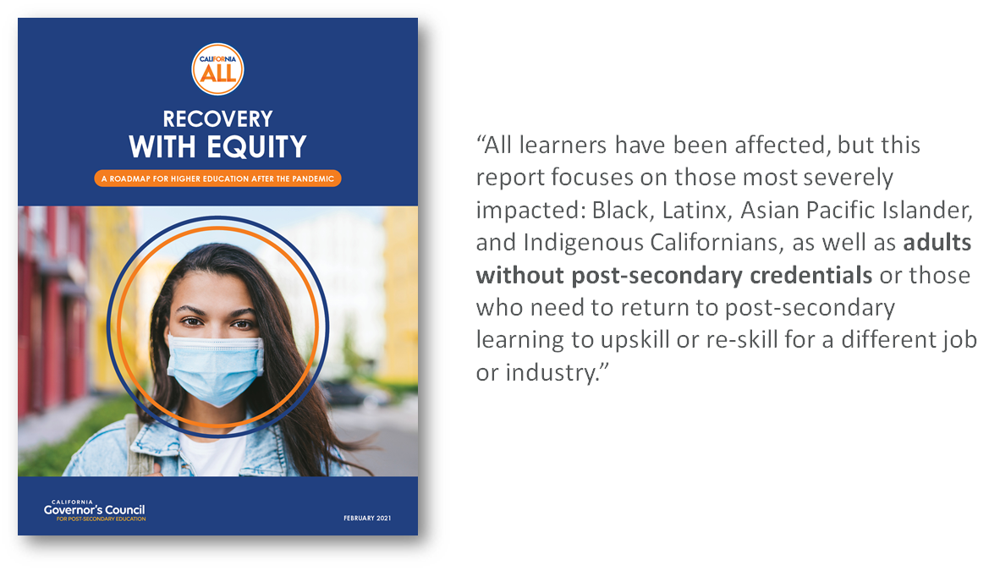 CALIFORNIA
ALL
RECOVERY
WITH EQUITY
A ROADMAP FOR HIGHER EDUCATION AFTER THE PANDEMIC
CALIFORNIA
Governor's Council
FOR POST-SECONDARY EDUCATION
FEBRUARY 2021
“All learners have been affected, but this
report focuses on those most severely
impacted: Black, Latinx, Asian Pacific Islander,
and Indigenous Californians, as well as adults
without post-secondary credentials or those
who need to return to post-secondary
learning to upskill or re-skill for a different job
or industry.”